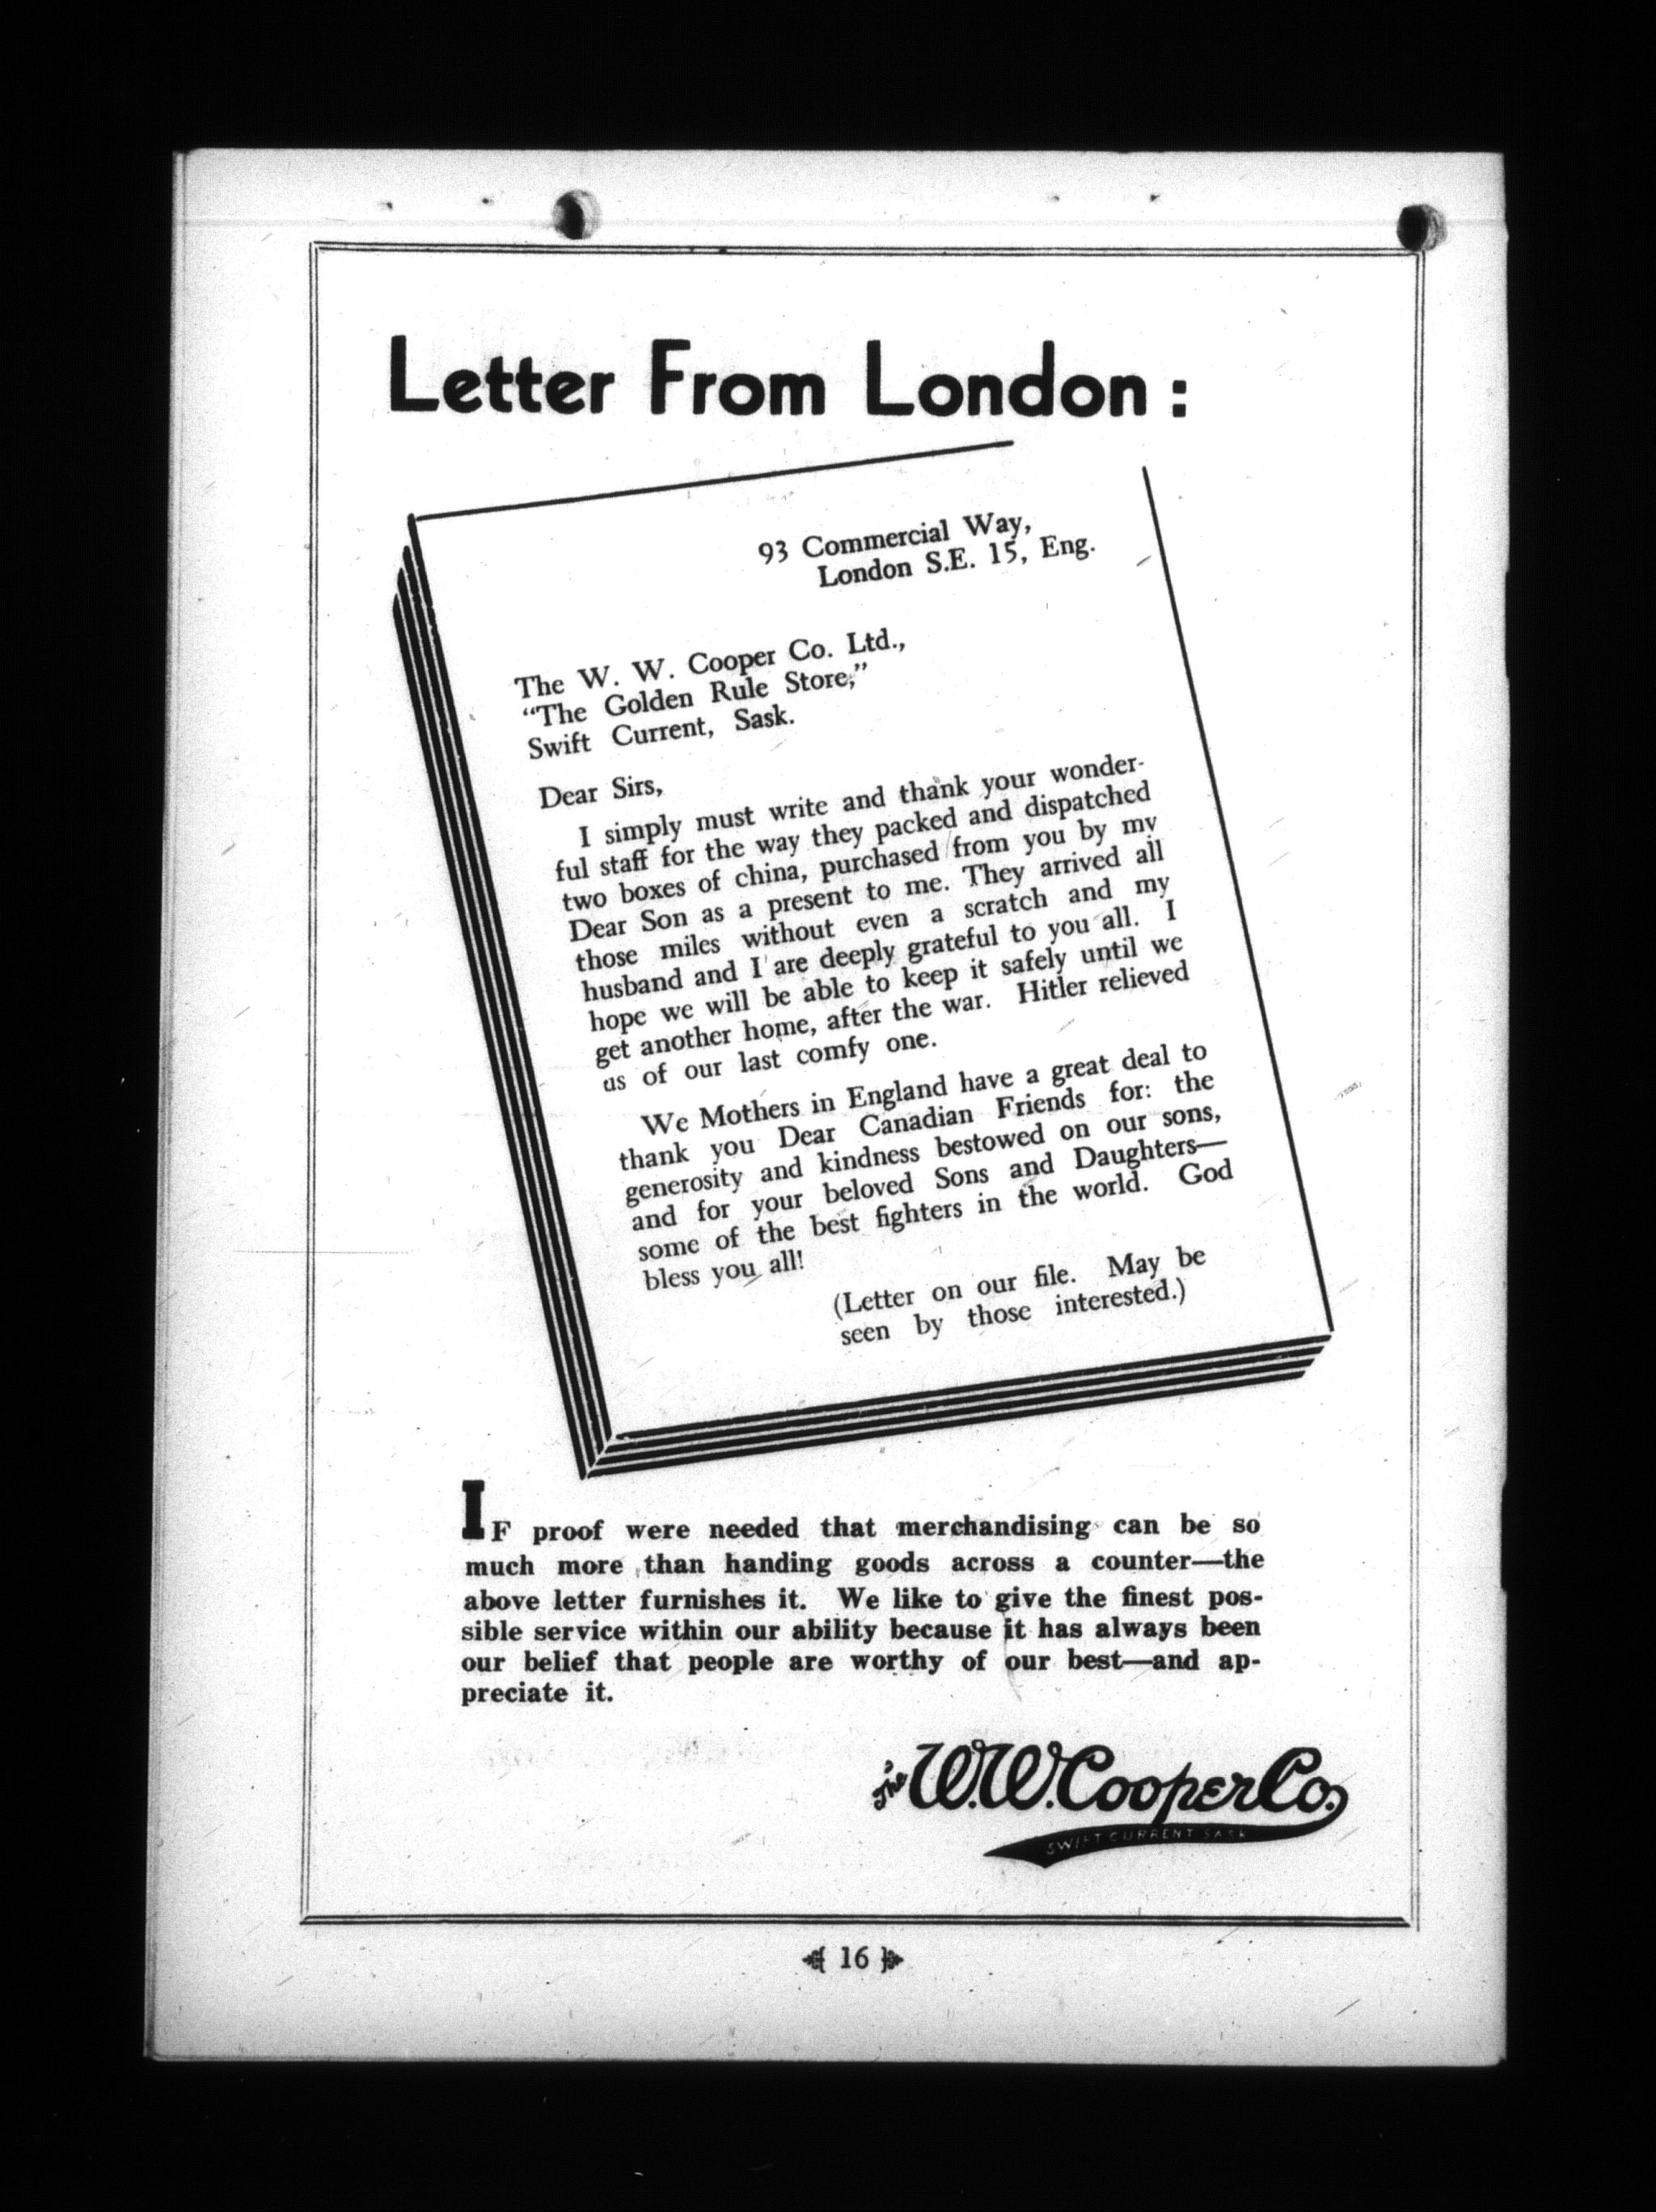 Letter From London :
93 Commercial Way,
London S.E. 15, Eng.
The W. W. Cooper Co. Ltd.,
“The Golden Rule Store,”
Swift Current, Sask.
Dear Sirs,
I simply must write and thank your wonder-
ful staff for the way they packed and dispatched
two boxes of china, purchased from you by my
Dear Son as a present to me. They arrived all
those miles without even a scratch and my
husband and I are deeply grateful to you all. I
hope we will be able to keep it safely until we
get another home, after the war. Hitler relieved
us of our last comfy one.
We Mothers in England have a great deal to
thank you Dear Canadian Friends for: the
generosity and kindness bestowed on our sons,
and for your beloved Sons and Daughters—
some of the best fighters in the world. God
bless you all!
(Letter on our file. May be
seen by those interested.)
IF proof were needed that merchandising can be so
much more than handing goods across a counter—the
above letter furnishes it. We like to give the finest pos-
sible service within our ability because it has always been
our belief that people are worthy of our best—and ap-
preciate it.
The W.W. Cooper Co.
SWIFT CURRENT SASK
16